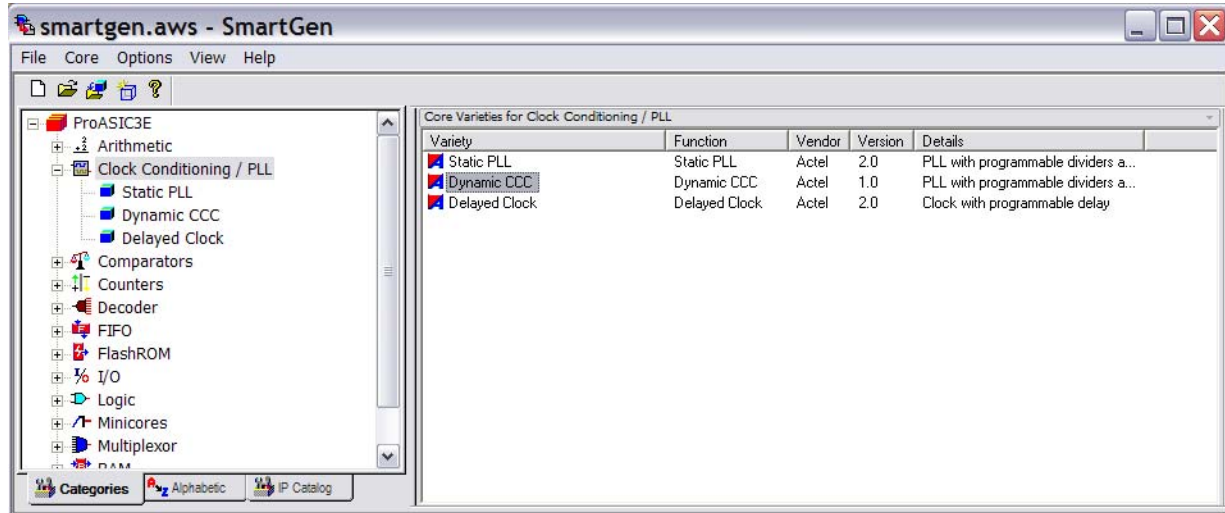 smartgen.aws - SmartGen
File Core Options View Help
ProASIC3E
Arithmetic
Clock Conditioning / PLL
Static PLL
Dynamic CCC
Delayed Clock
Comparators
Counters
Decoder
FIFO
FlashROM
I/O
Logic
Minicores
Multiplexor
RAM
Categories Alphabetic IP Catalog
Core Varieties for Clock Conditioning / PLL
Variety Function Vendor Version Details
Static PLL Static PLL Actel 2.0 PLL with programmable dividers a...
Dynamic CCC Dynamic CCC Actel 1.0 PLL with programmable dividers a...
Delayed Clock Delayed Clock Actel 2.0 Clock with programmable delay